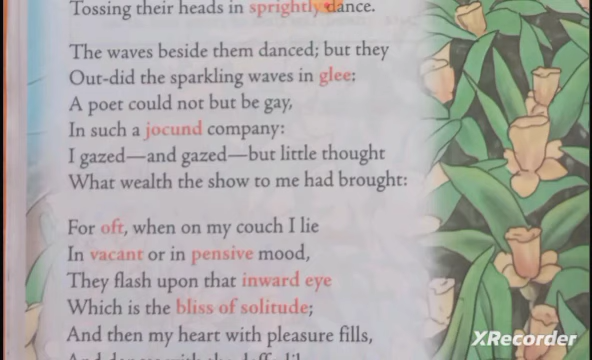 Tossing their heads in sprightly dance.
The waves beside them danced; but they
Out-did the sparkling waves in glee:
A poet could not but be gay,
In such a jocund company:
I gazed—and gazed—but little thought
What wealth the show to me had brought:
For oft, when on my couch I lie
In vacant or in pensive mood,
They flash upon that inward eye
Which is the bliss of solitude;
And then my heart with pleasure fills,
XRecorder